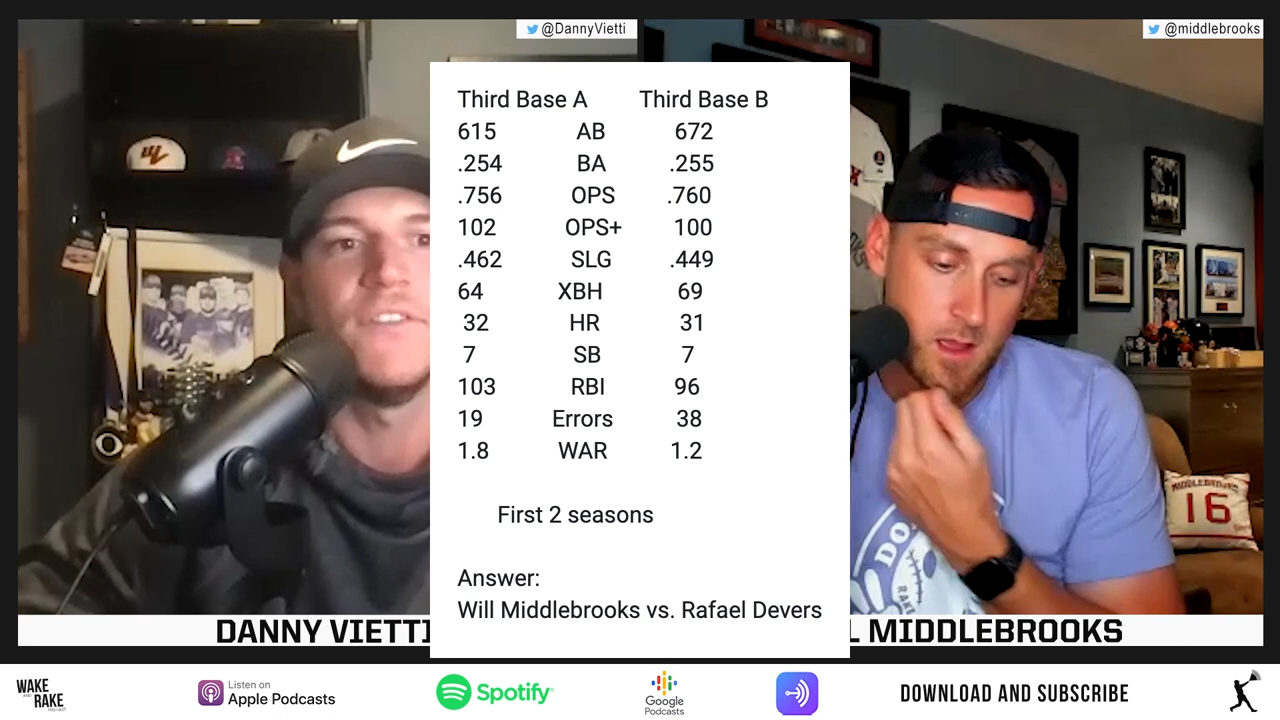 @DannyVietti
@middlebrooks
Third Base A Third Base B
615 AB 672
.254 BA .255
.756 OPS .760
102 OPS+ 100
.462 SLG .449
64 XBH 69
32 HR 31
7 SB 7
103 RBI 96
19 Errors 38
1.8 WAR 1.2
First 2 seasons
Answer:
Will Middlebrooks vs. Rafael Devers
MIDDLEBROOKS
16
DANNY VIETTI
L MIDDLEBROOKS
WAKE
AND
RAKE
PODCAST
Listen on
Apple Podcasts
Spotify
Google
Podcasts
DOWNLOAD AND SUBSCRIBE